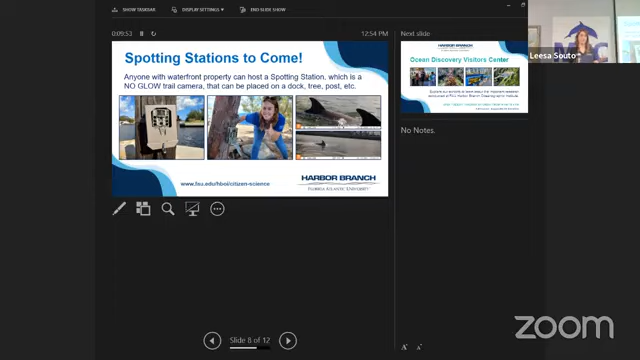 SHOW TASKBAR
DISPLAY SETTINGS ▾
END SLIDE SHOW
0:09:53
12:54 PM
Next slide
Leesa Souto
Spotting Stations to Come!
Anyone with waterfront property can host a Spotting Station, which is a
NO GLOW trail camera, that can be placed on a dock, tree, post, etc.
www.fau.edu/hboi/citizen-science
HARBOR BRANCH
FLORIDA ATLANTIC UNIVERSITY
HARBOR BRANCH
Ocean Discovery Visitors Center
No Notes.
Slide 8 of 12
zoom